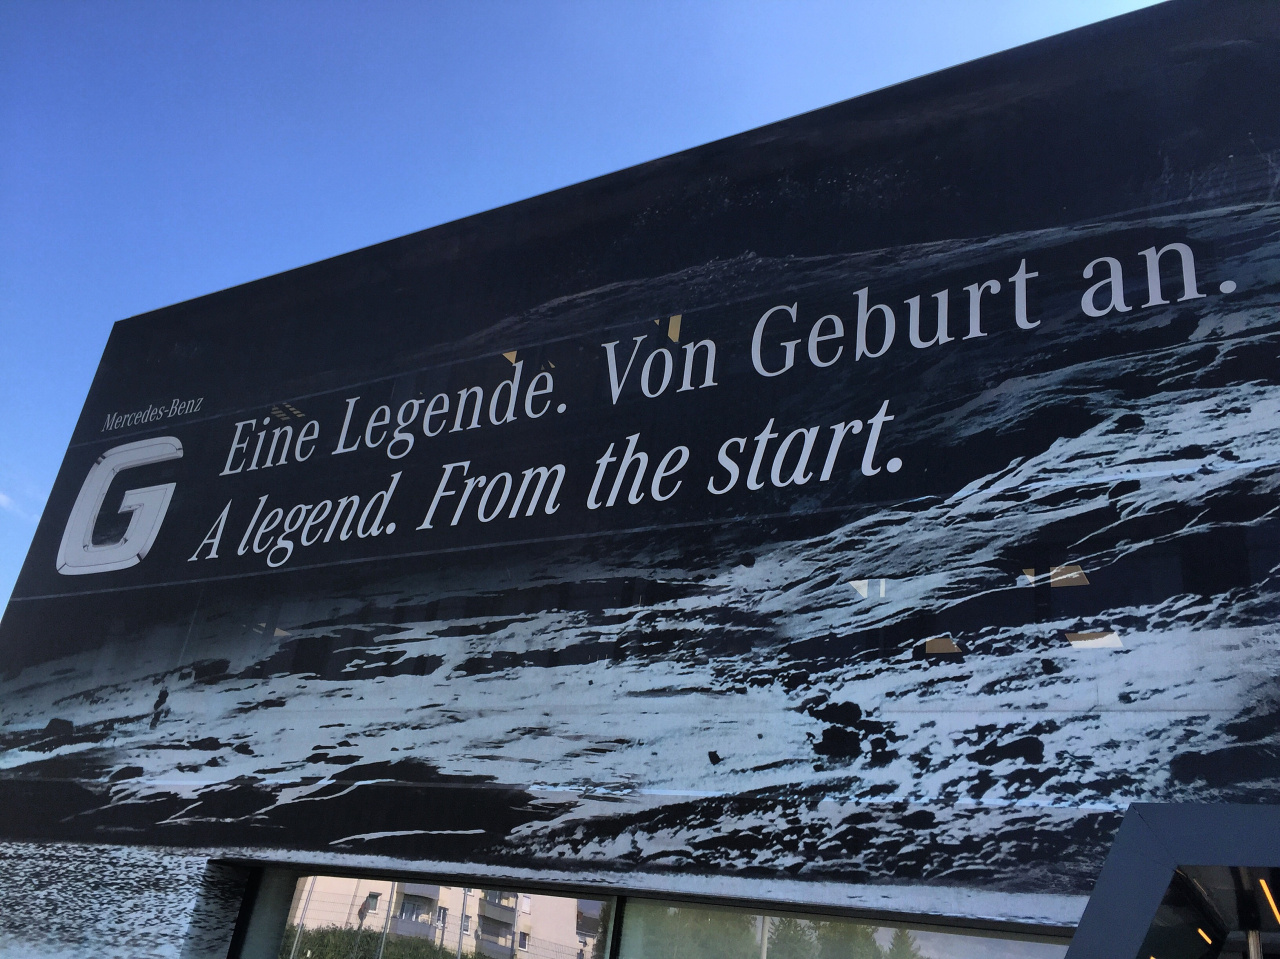 Mercedes-Benz
G
Eine Legende. Von Geburt an.
A legend. From the start.